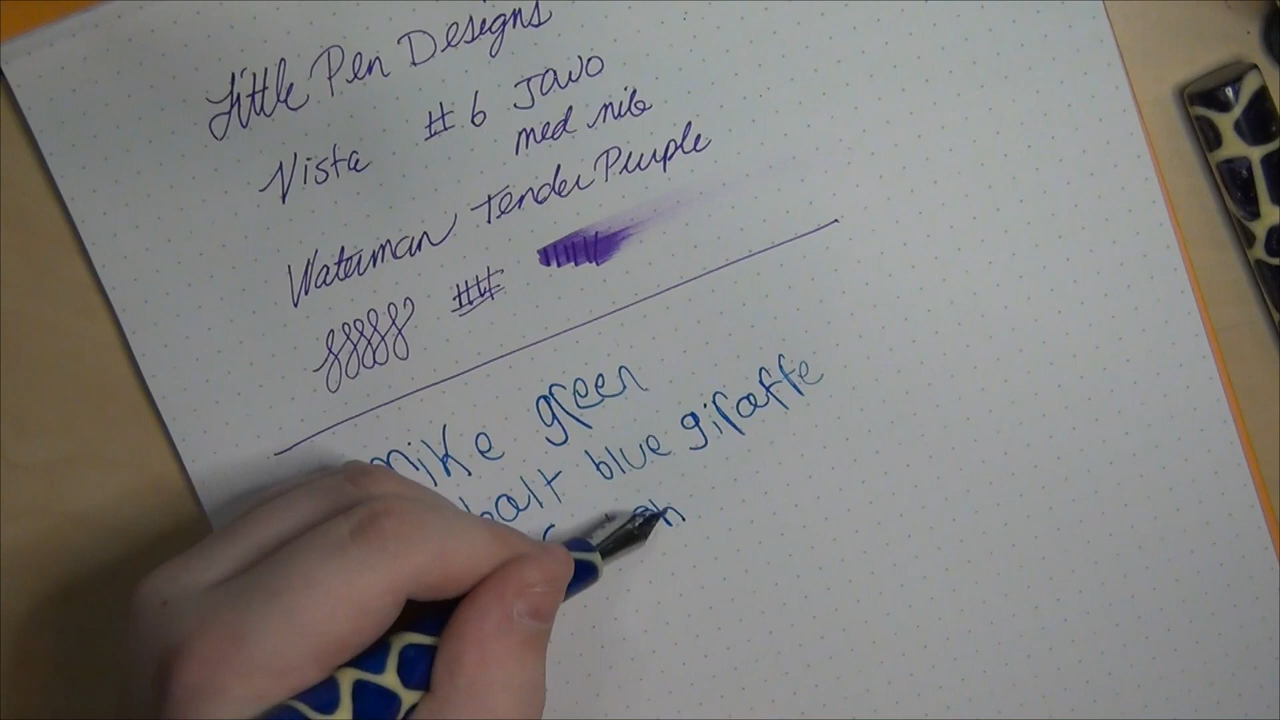 Little Pen Designs
Vista #6 JOWO
med nib
Waterman Tender Purple
mike green
balt blue giraffe